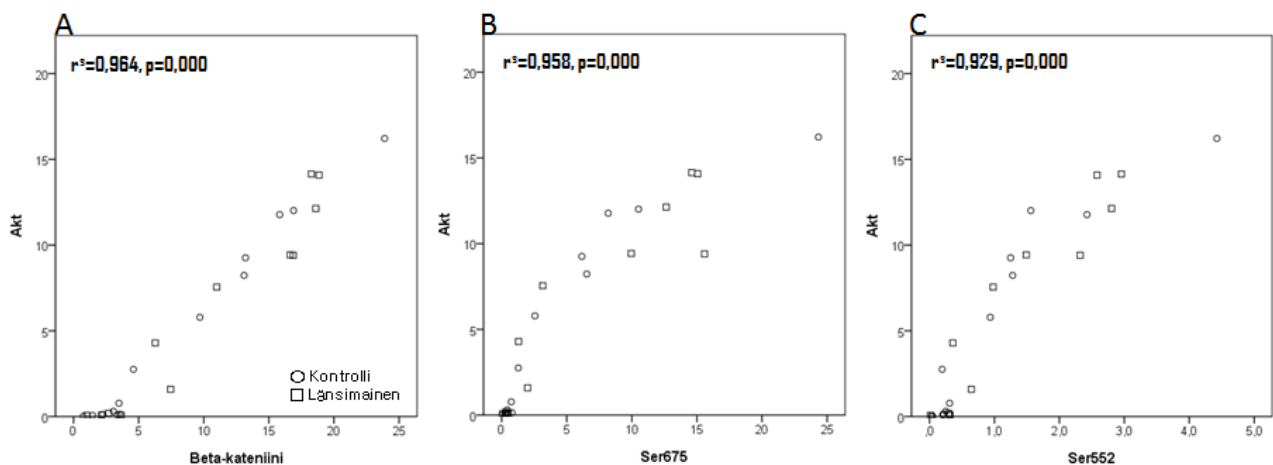 A
rˢ=0,964, p=0,000
20
15
10
5
0
Akt
0 5 10 15 20 25
Beta-kateniini
Kontrolli
Länsimainen
B
rˢ=0,958, p=0,000
20
15
10
5
0
Akt
0 5 10 15 20 25
Ser675
C
rˢ=0,929, p=0,000
20
15
10
5
0
Akt
,0 1,0 2,0 3,0 4,0 5,0
Ser552